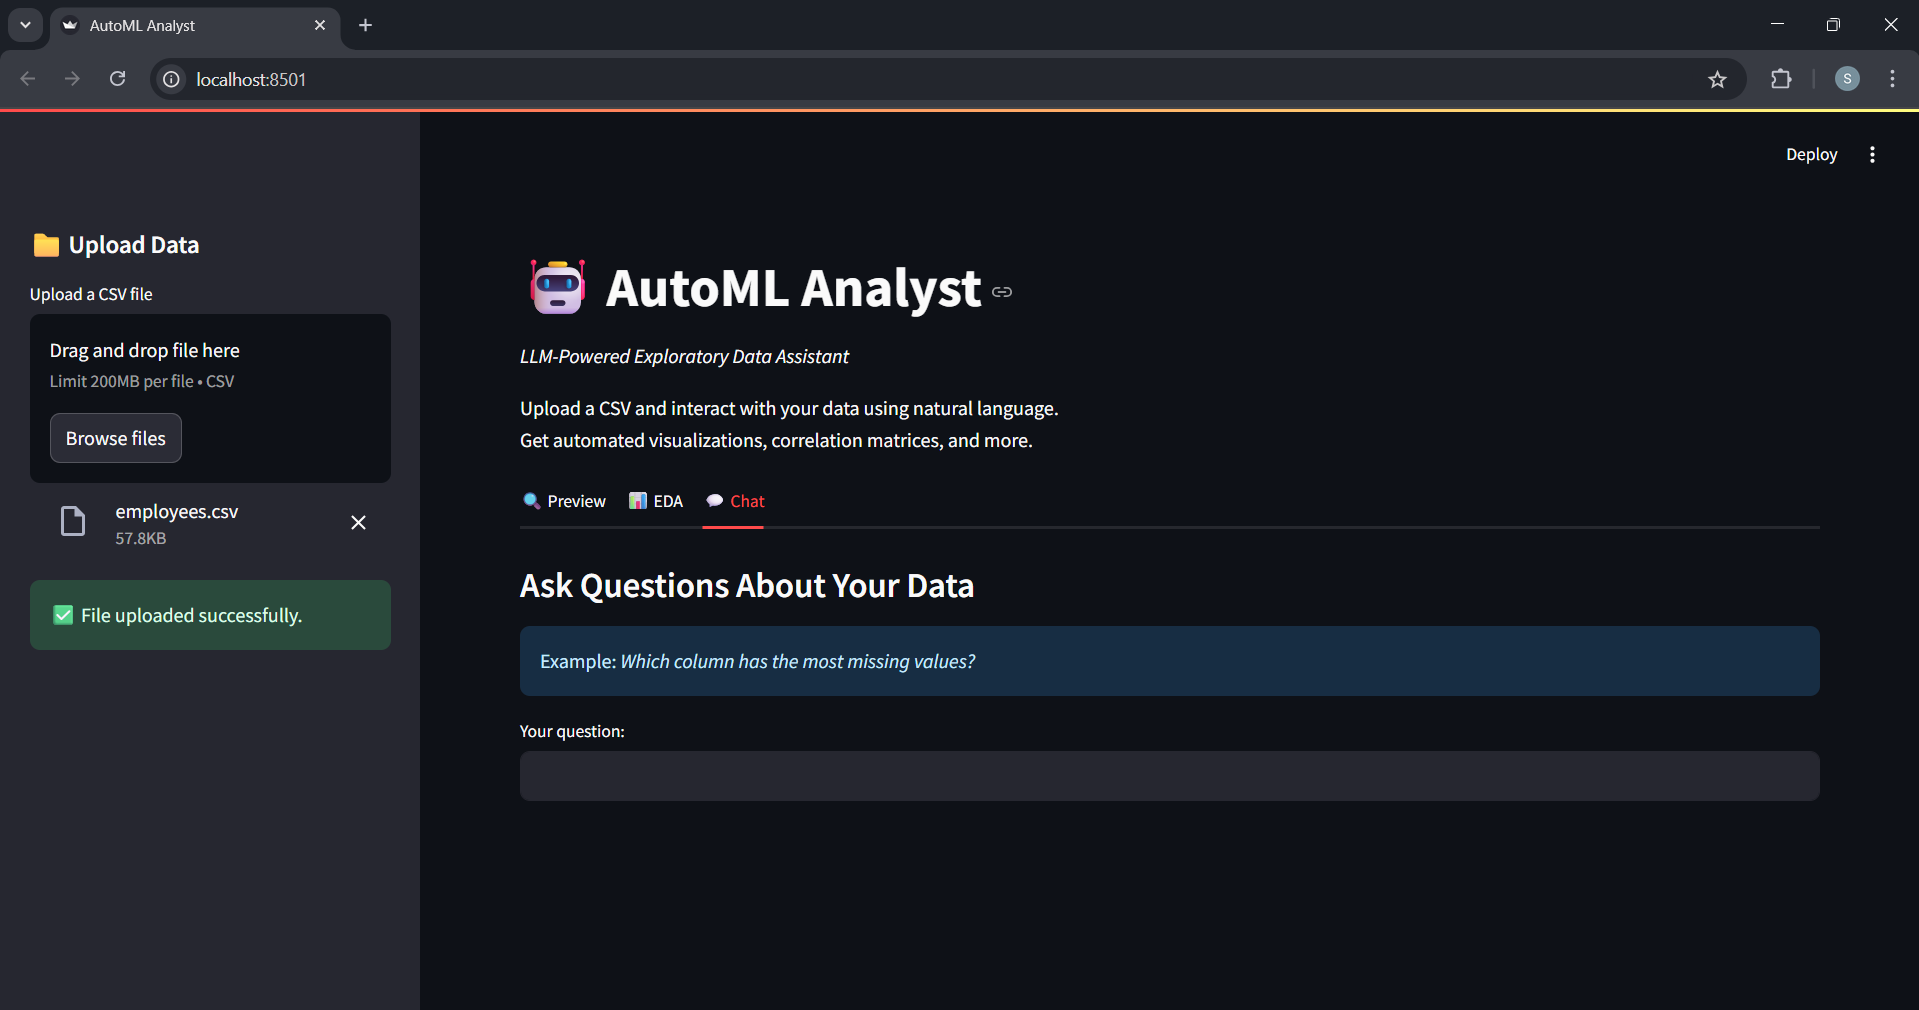 AutoML Analyst
localhost:8501
S
Deploy
Upload Data
Upload a CSV file
Drag and drop file here
Limit 200MB per file • CSV
Browse files
employees.csv
57.8KB
File uploaded successfully.
AutoML Analyst
LLM-Powered Exploratory Data Assistant
Upload a CSV and interact with your data using natural language.
Get automated visualizations, correlation matrices, and more.
Preview EDA Chat
Ask Questions About Your Data
Example: Which column has the most missing values?
Your question: